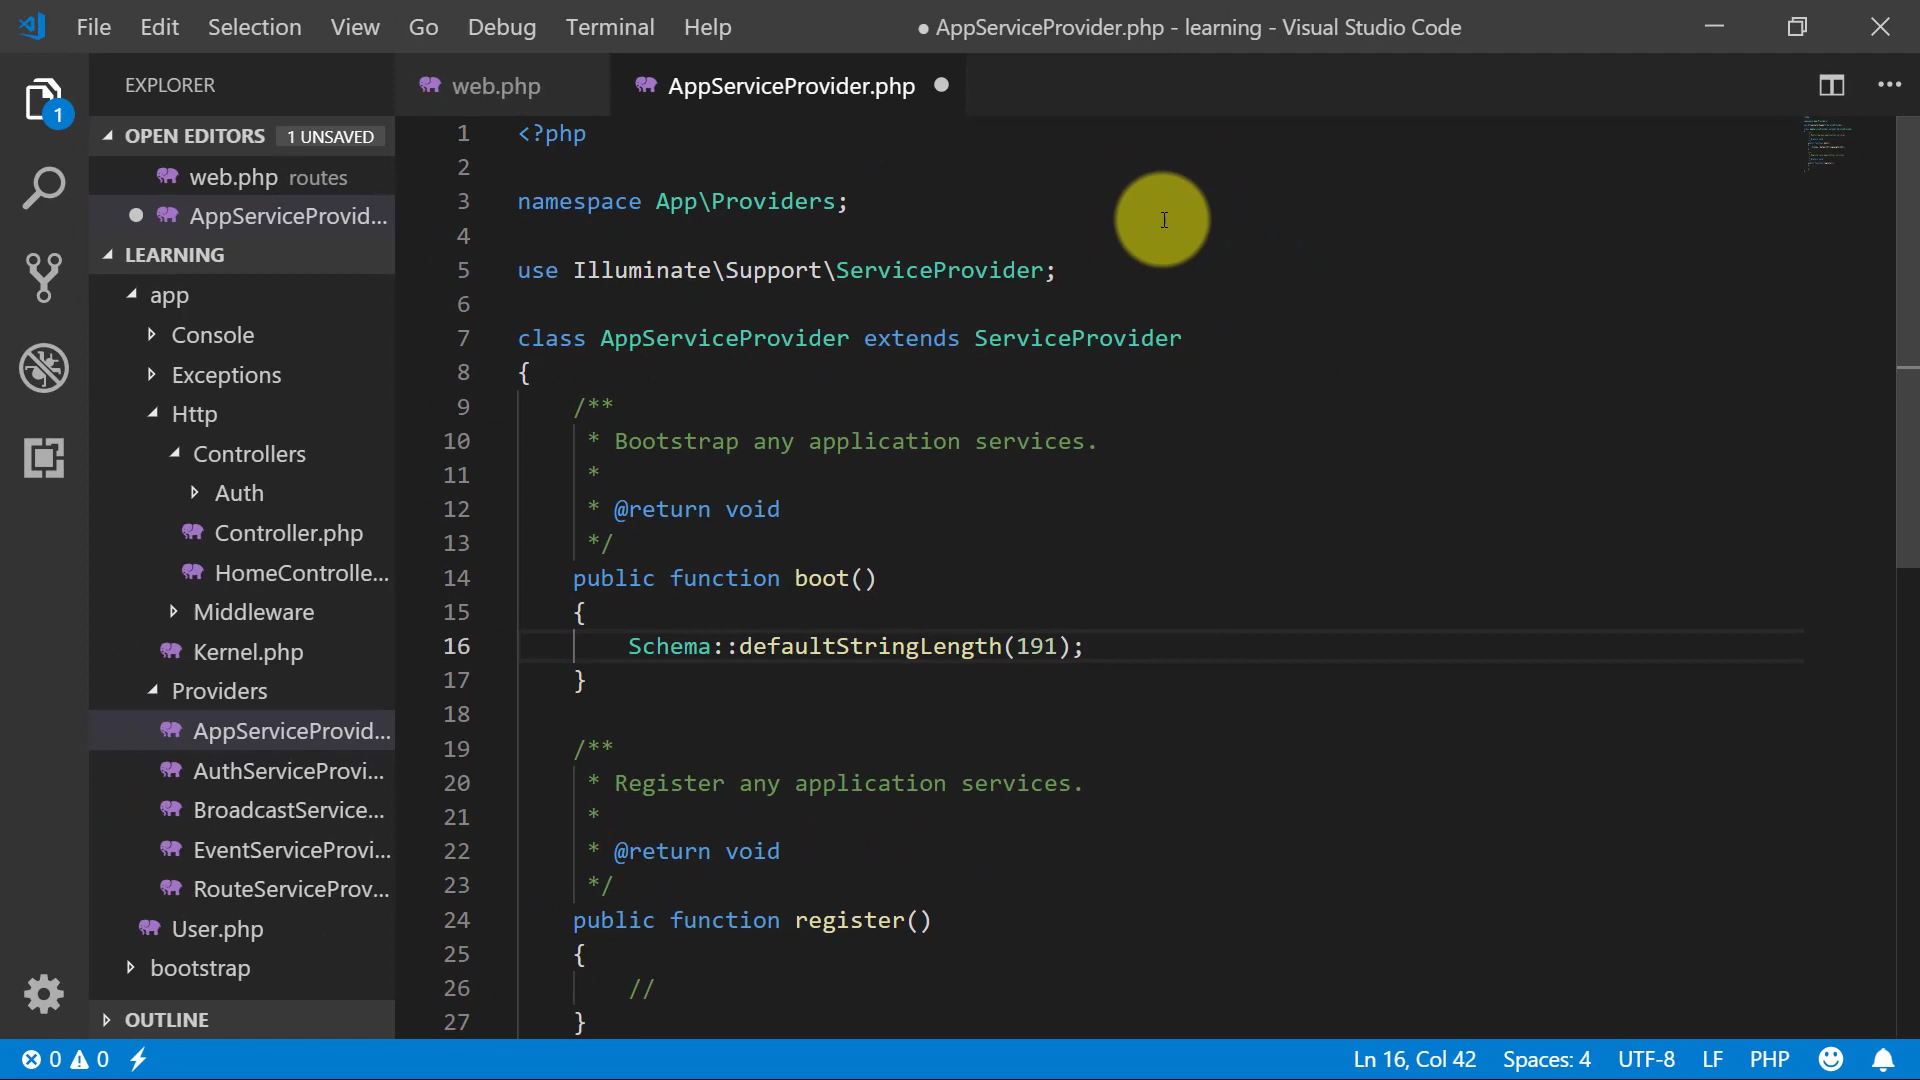 File Edit Selection View Go Debug Terminal Help ● AppServiceProvider.php - learning - Visual Studio Code
EXPLORER
OPEN EDITORS 1 UNSAVED
web.php routes
AppServiceProvid...
LEARNING
app
Console
Exceptions
Http
Controllers
Auth
Controller.php
HomeControlle...
Middleware
Kernel.php
Providers
AppServiceProvid...
AuthServiceProvi...
BroadcastService...
EventServiceProvi...
RouteServiceProv...
User.php
bootstrap
OUTLINE
1
web.php AppServiceProvider.php
1 <?php
2
3 namespace App\Providers;
4
5 use Illuminate\Support\ServiceProvider;
6
7 class AppServiceProvider extends ServiceProvider
8 {
9 /**
10 * Bootstrap any application services.
11 *
12 * @return void
13 */
14 public function boot()
15 {
16 Schema::defaultStringLength(191);
17 }
18
19 /**
20 * Register any application services.
21 *
22 * @return void
23 */
24 public function register()
25 {
26 //
27 }
0 0 Ln 16, Col 42 Spaces: 4 UTF-8 LF PHP